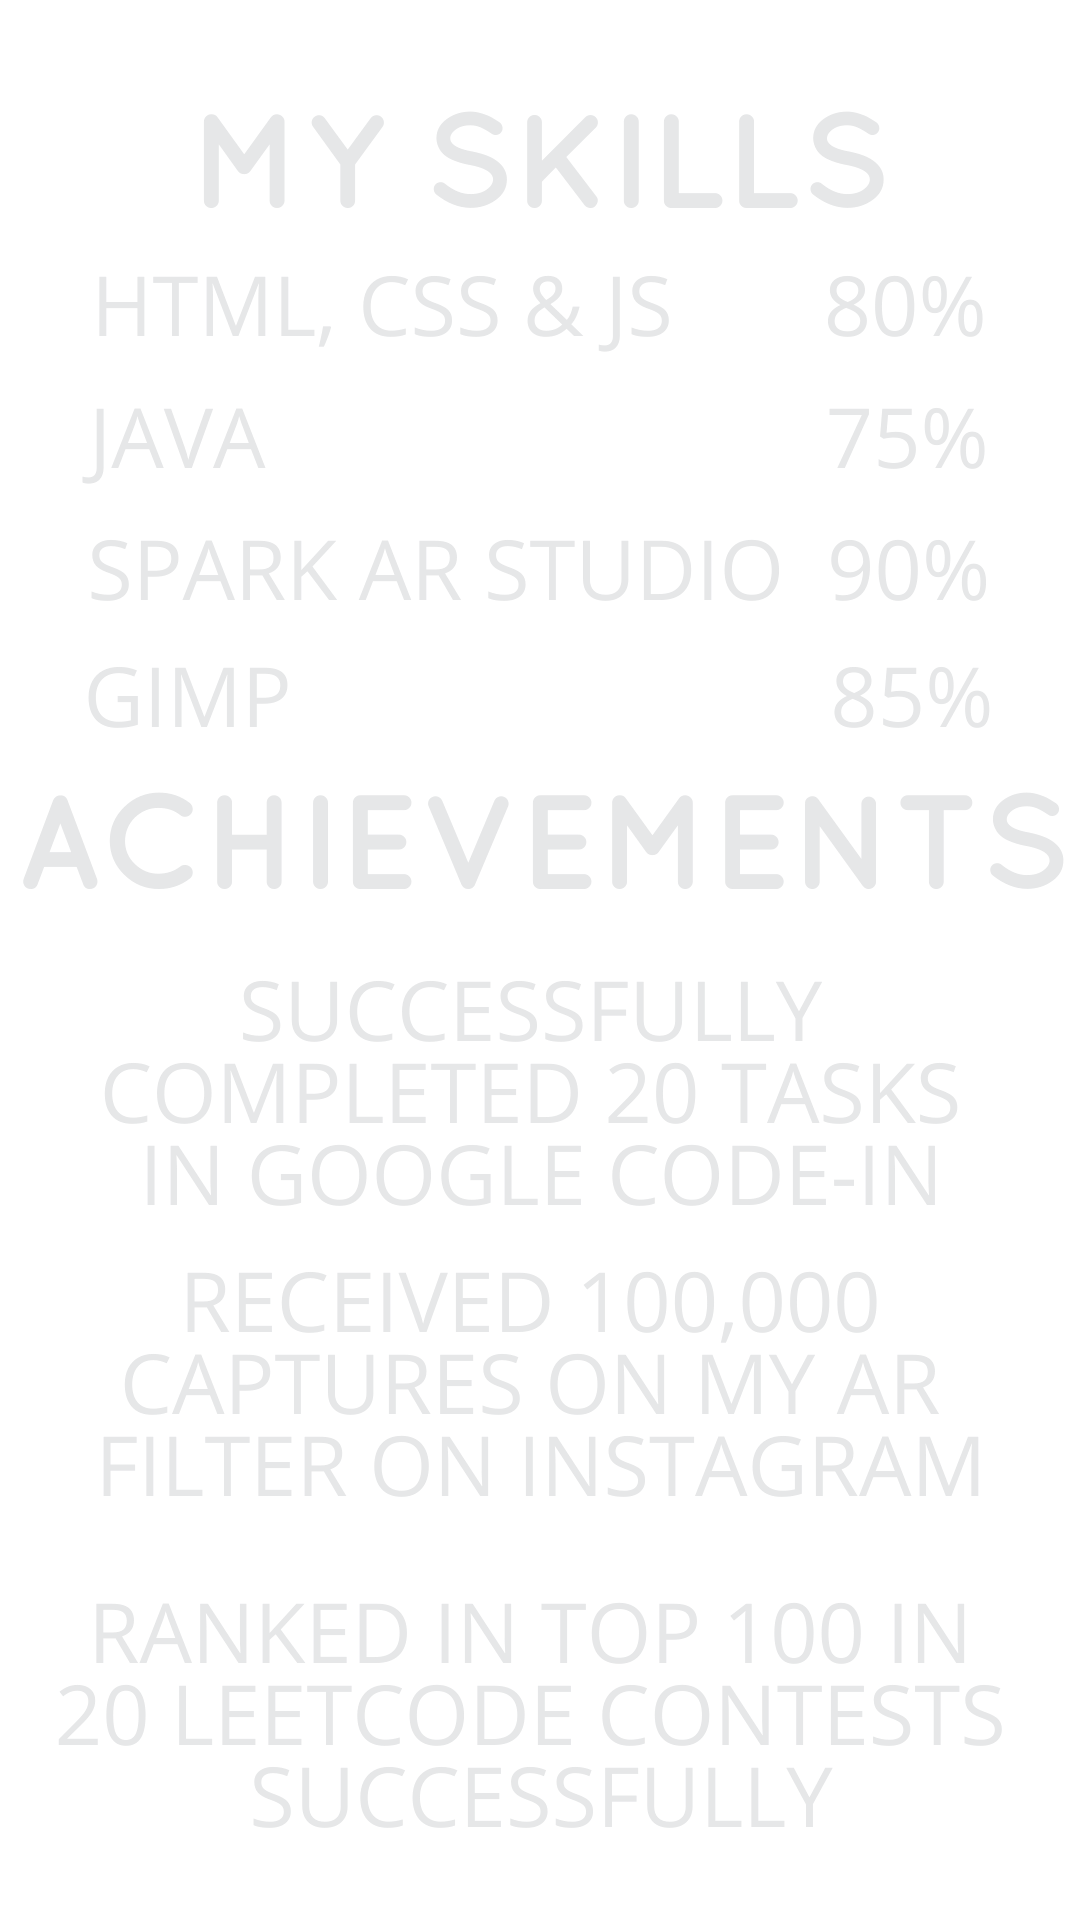 MY SKILLS
HTML, CSS & JS 80%
JAVA 75%
SPARK AR STUDIO 90%
GIMP 85%
ACHIEVEMENTS
SUCCESSFULLY
COMPLETED 20 TASKS
IN GOOGLE CODE-IN
RECEIVED 100,000
CAPTURES ON MY AR
FILTER ON INSTAGRAM
RANKED IN TOP 100 IN
20 LEETCODE CONTESTS
SUCCESSFULLY